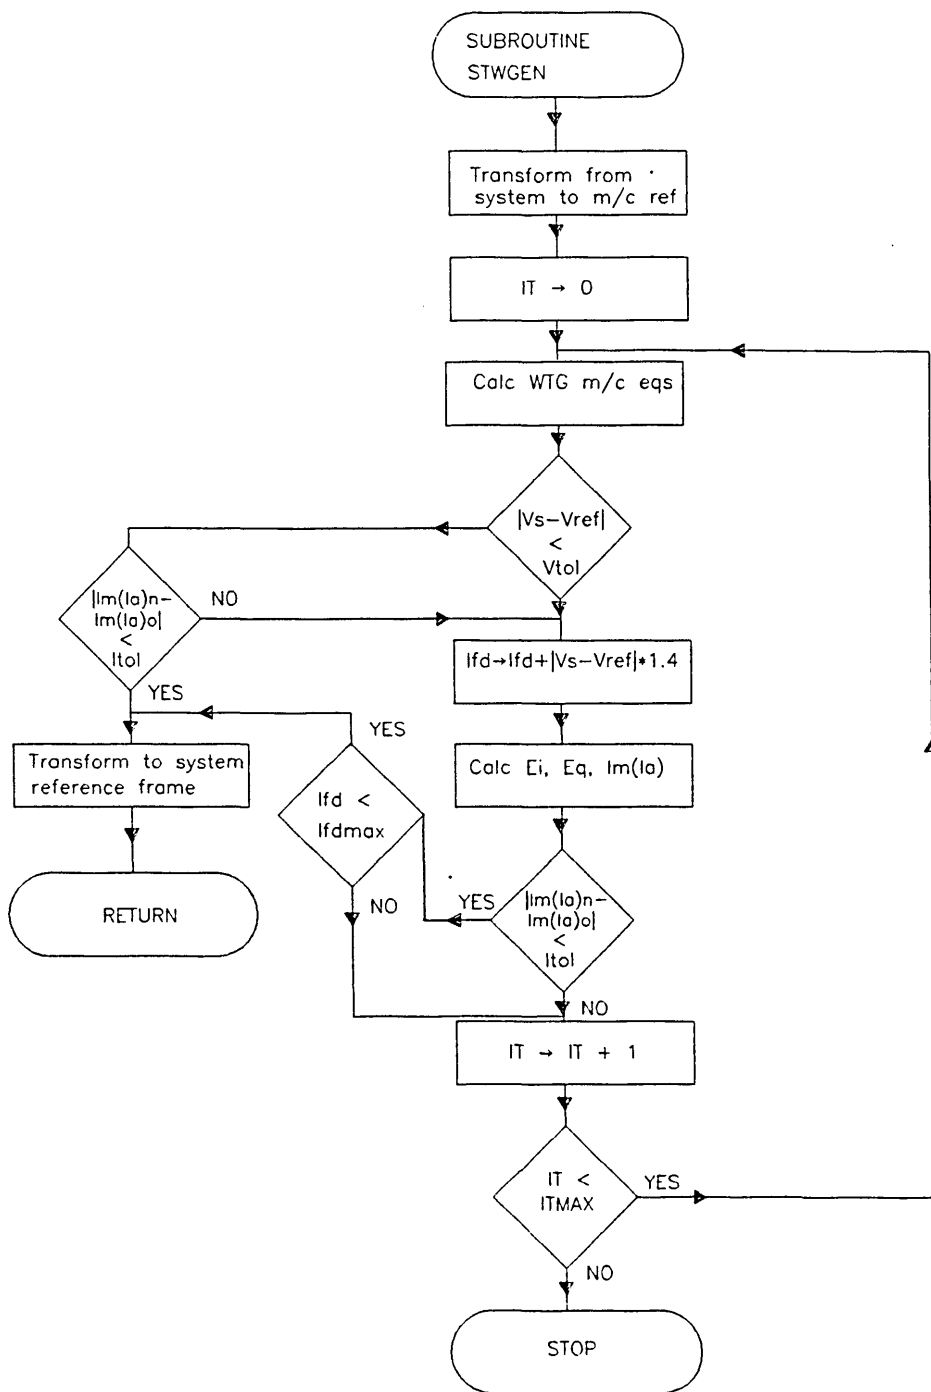 SUBROUTINE
STWGEN
Transform from
system to m/c ref
IT → 0
Calc WTG m/c eqs
|Vs-Vref|
<
Vtol
|Im(Ia)n-
Im(Ia)o|
<
Itol
NO
YES
Ifd→Ifd+|Vs-Vref|*1.4
Transform to system
reference frame
YES
Calc Ei, Eq, Im(Ia)
Ifd <
Ifdmax
RETURN
NO
YES
|Im(Ia)n-
Im(Ia)o|
<
Itol
NO
IT → IT + 1
IT <
ITMAX
YES
NO
STOP